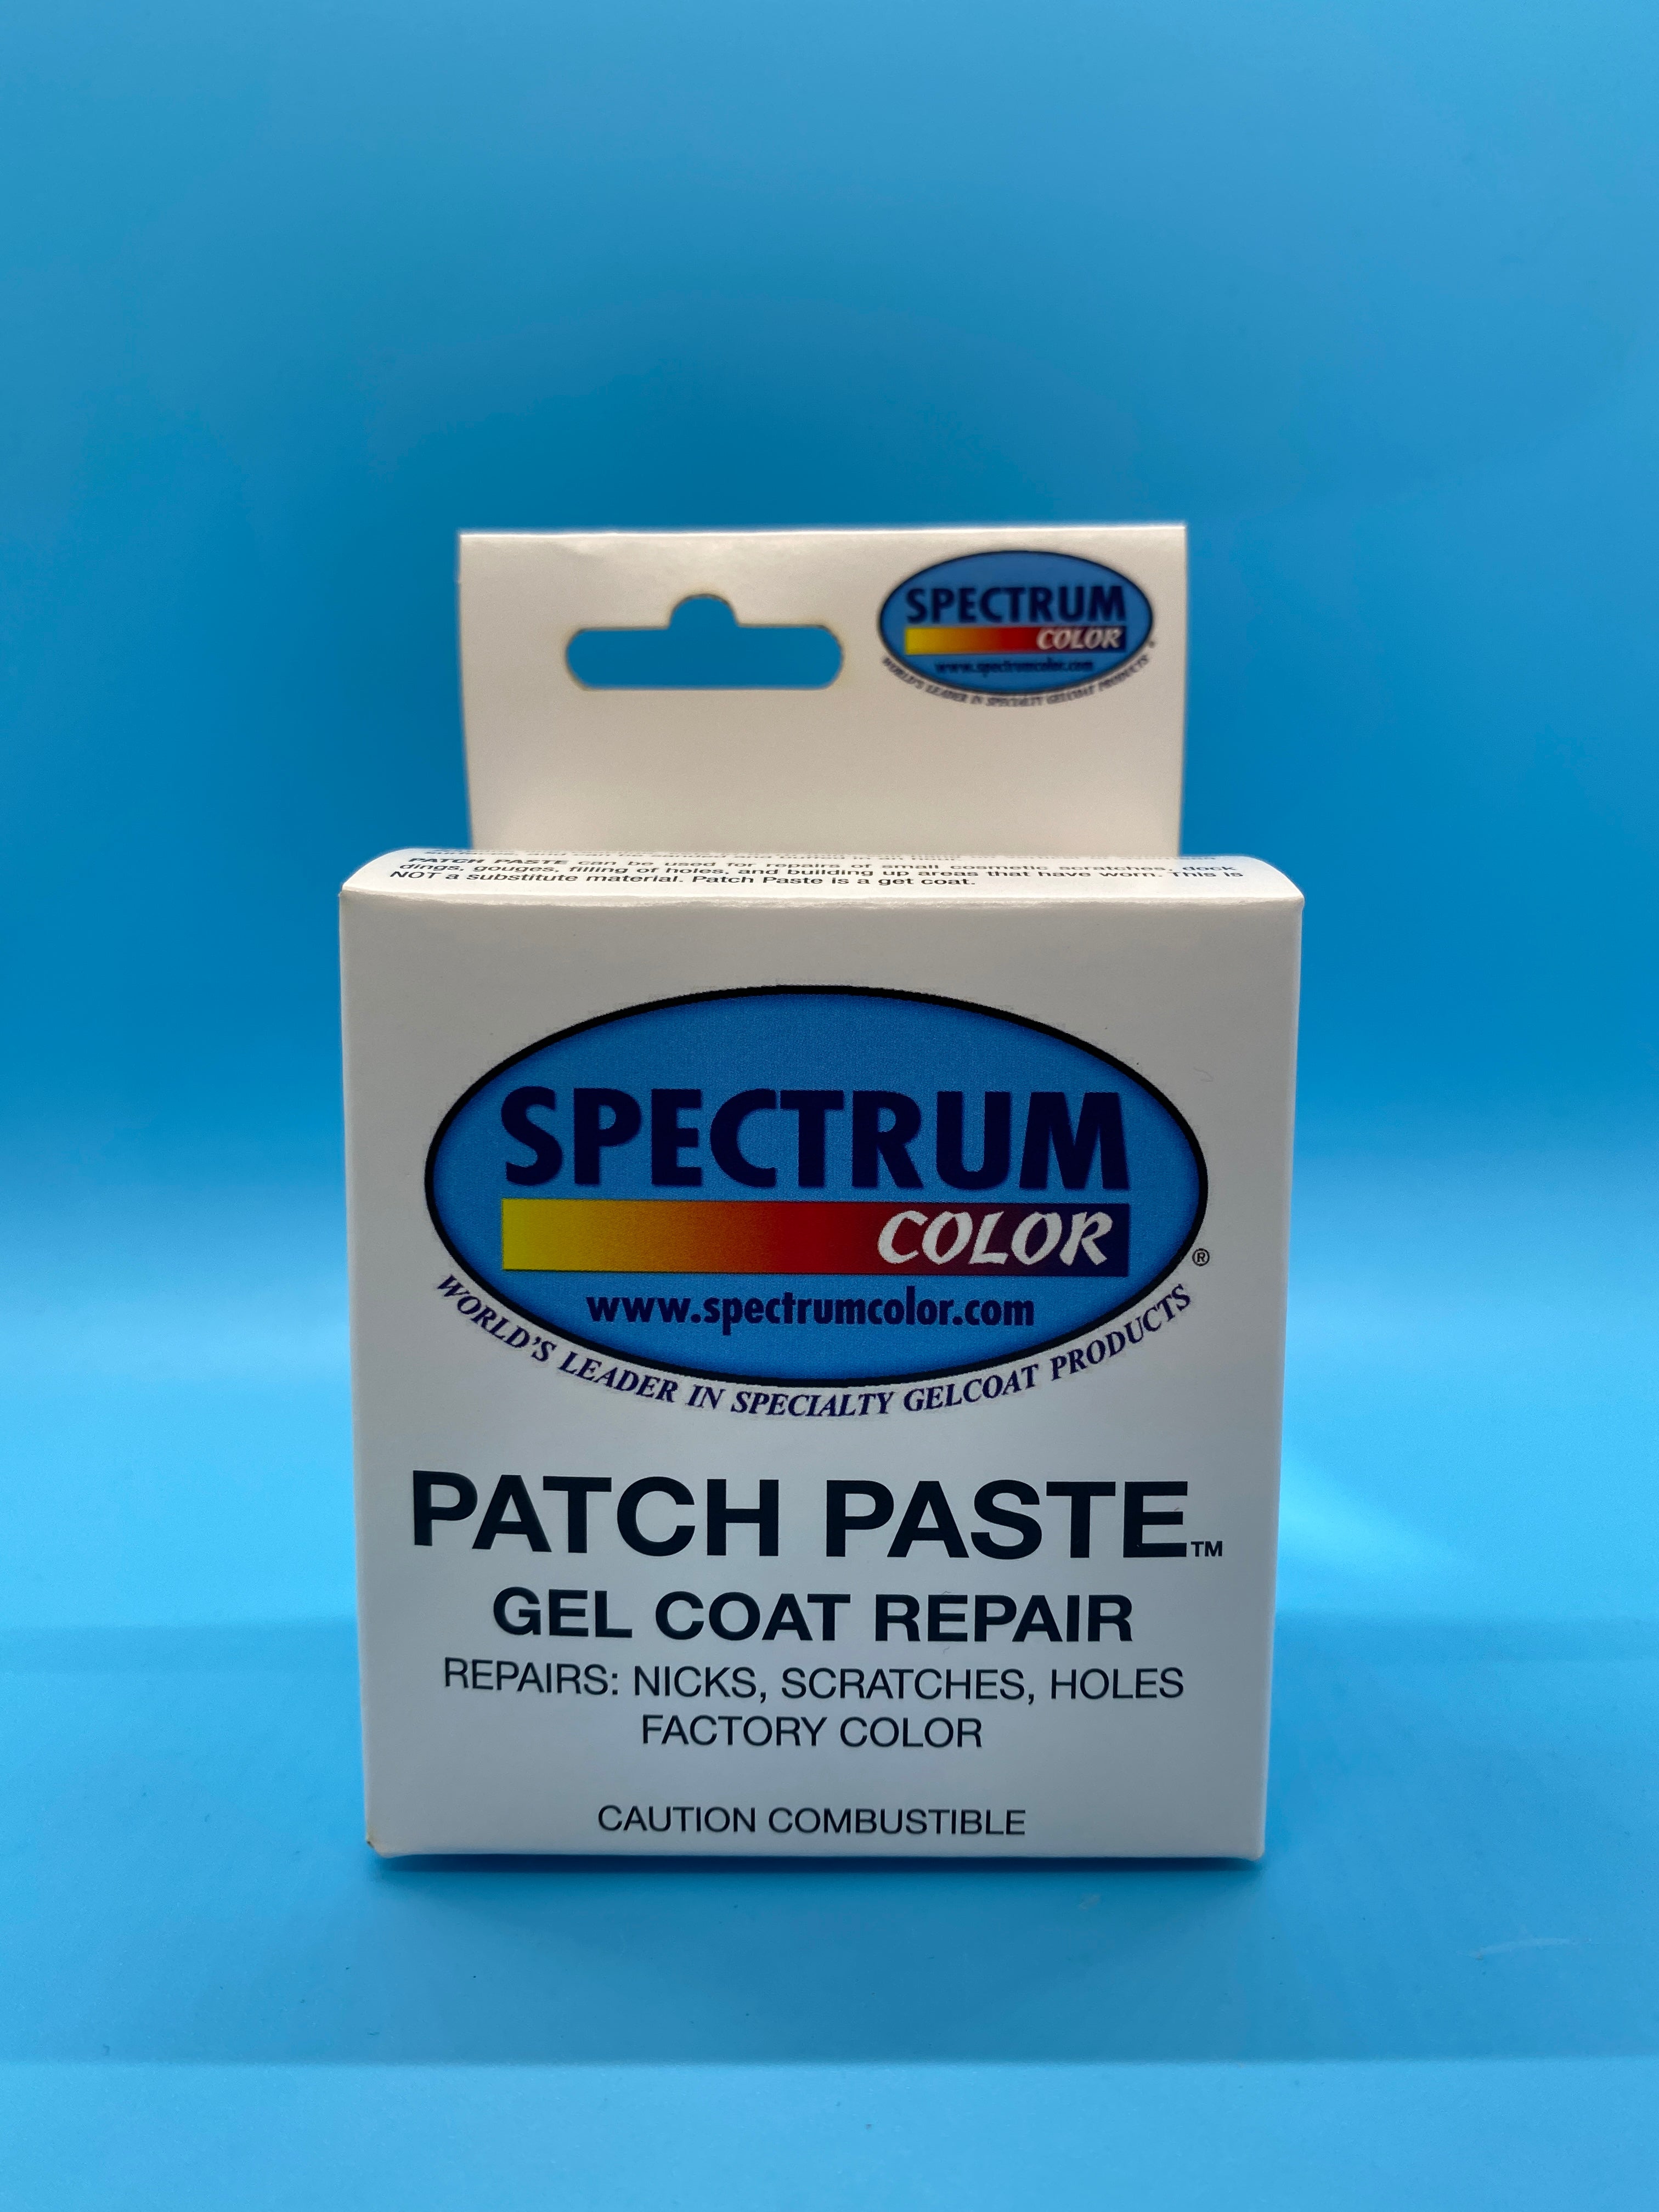 SPECTRUM
COLOR
www.spectrumcolor.com
WORLD'S LEADER IN SPECIALTY GELCOAT PRODUCTS
PATCH PASTE can be used for repairs of small cosmetic scratches, dock
dings, gouges, filling of holes, and building up areas that have worn. This is
NOT a substitute material. Patch Paste is a gel coat.
SPECTRUM
COLOR
®
www.spectrumcolor.com
WORLD'S LEADER IN SPECIALTY GELCOAT PRODUCTS
PATCH PASTE™
GEL COAT REPAIR
REPAIRS: NICKS, SCRATCHES, HOLES
FACTORY COLOR
CAUTION COMBUSTIBLE